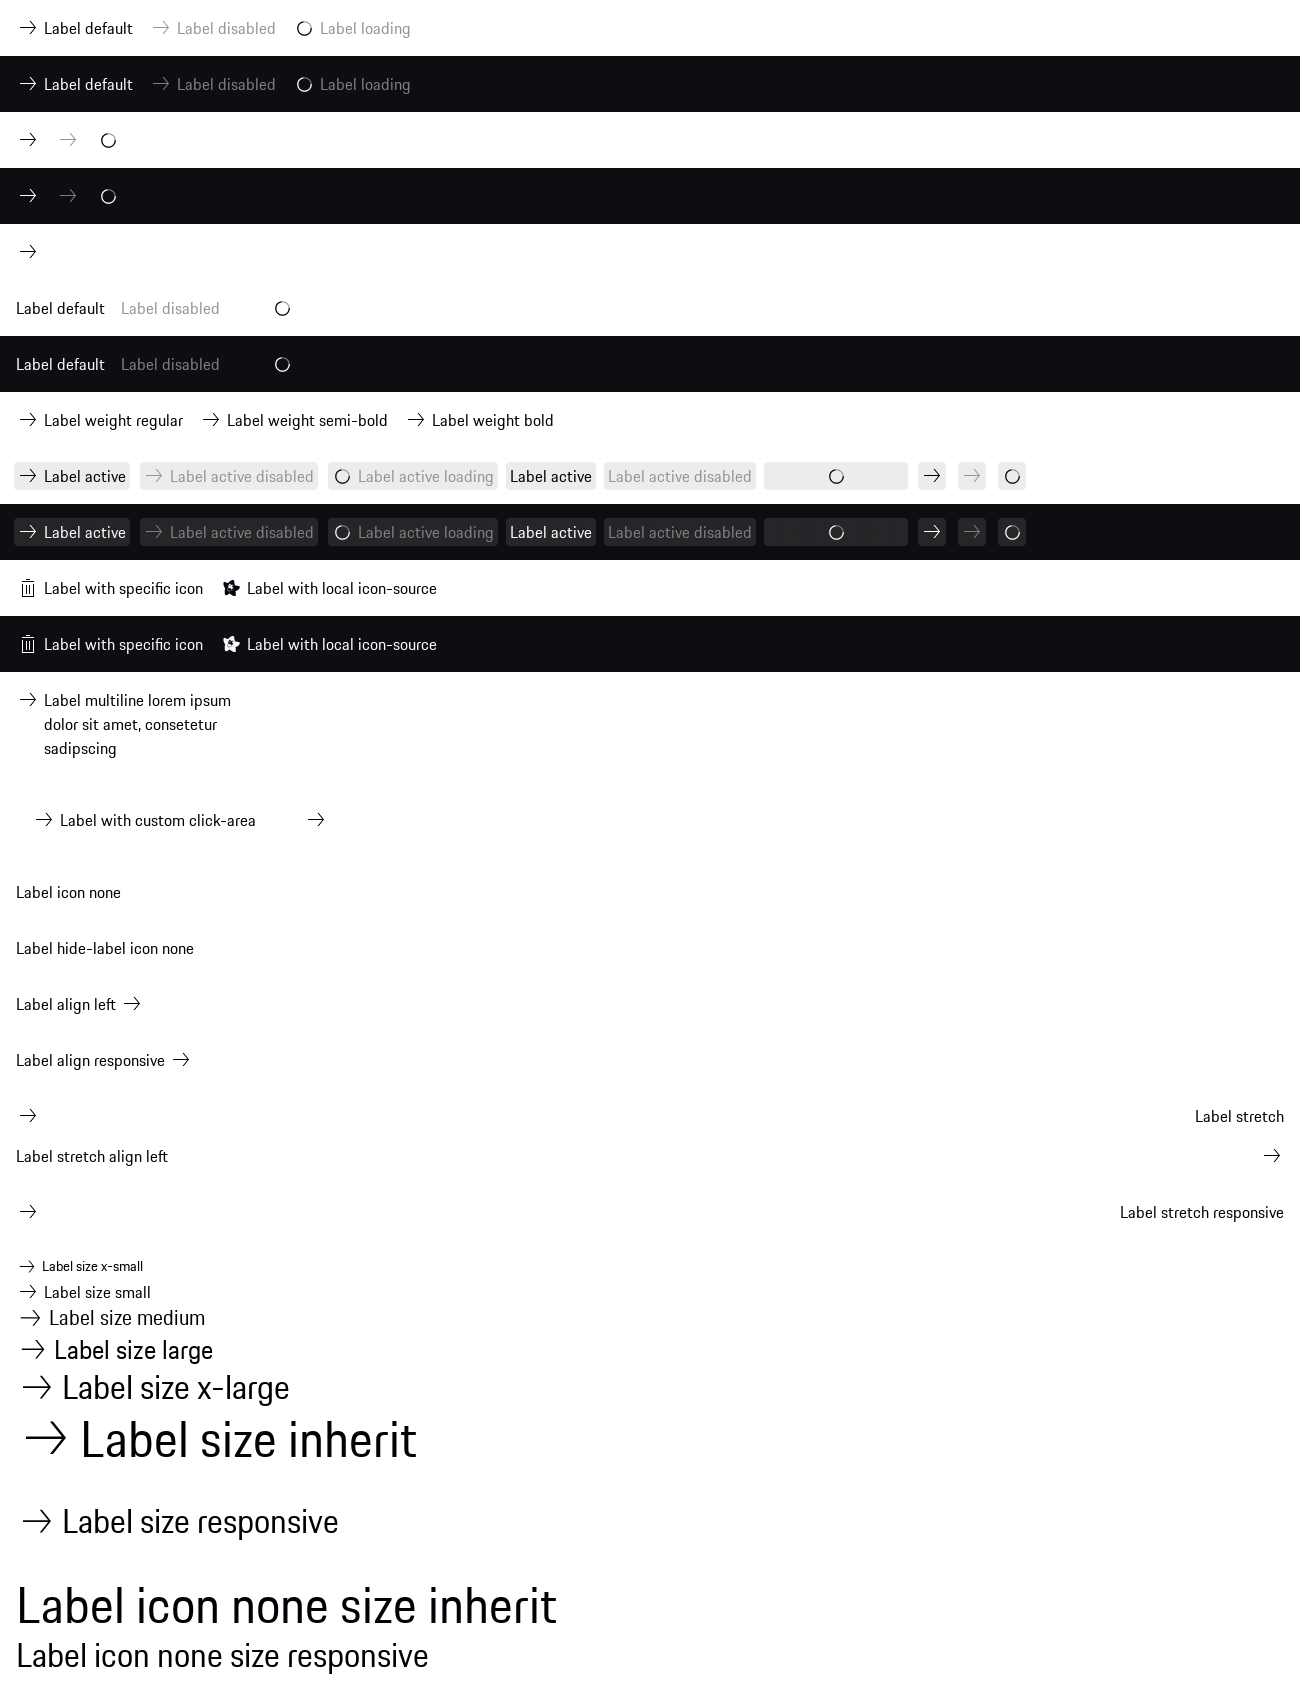 Label default Label disabled Label loading
Label default Label disabled Label loading
Label default Label disabled
Label default Label disabled
Label weight regular Label weight semi-bold Label weight bold
Label active Label active disabled Label active loading Label active Label active disabled
Label active Label active disabled Label active loading Label active Label active disabled
Label with specific icon Label with local icon-source
Label with specific icon Label with local icon-source
Label multiline lorem ipsum
dolor sit amet, consetetur
sadipscing
Label with custom click-area
Label icon none
Label hide-label icon none
Label align left
Label align responsive
Label stretch
Label stretch align left
Label stretch responsive
Label size x-small
Label size small
Label size medium
Label size large
Label size x-large
Label size inherit
Label size responsive
Label icon none size inherit
Label icon none size responsive